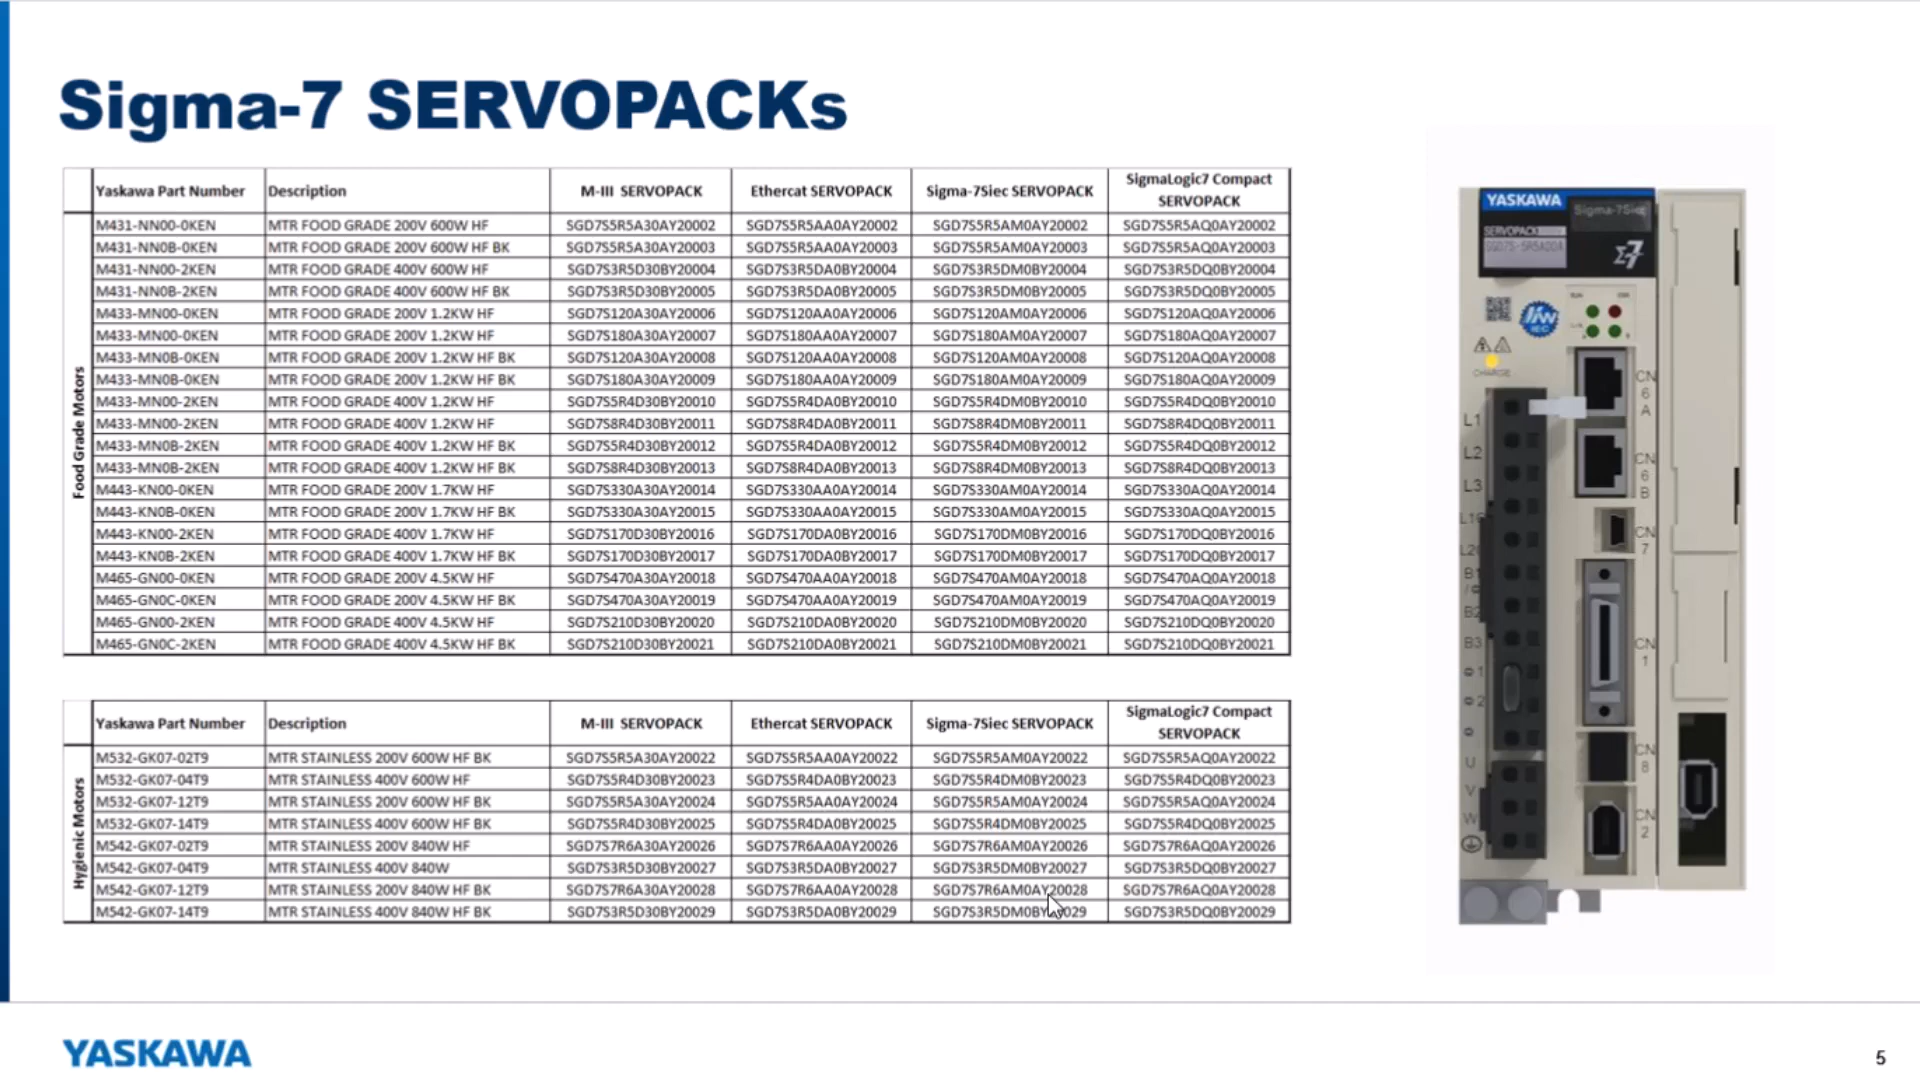 Sigma-7 SERVOPACKs
Yaskawa Part Number Description M-III SERVOPACK Ethercat SERVOPACK Sigma-7Siec SERVOPACK SigmaLogic7 Compact SERVOPACK
Food Grade Motors
M431-NN00-0KEN MTR FOOD GRADE 200V 600W HF SGD7S5R5A30AY20002 SGD7S5R5AA0AY20002 SGD7S5R5AM0AY20002 SGD7S5R5AQ0AY20002
M431-NN0B-0KEN MTR FOOD GRADE 200V 600W HF BK SGD7S5R5A30AY20003 SGD7S5R5AA0AY20003 SGD7S5R5AM0AY20003 SGD7S5R5AQ0AY20003
M431-NN00-2KEN MTR FOOD GRADE 400V 600W HF SGD7S3R5D30BY20004 SGD7S3R5DA0BY20004 SGD7S3R5DM0BY20004 SGD7S3R5DQ0BY20004
M431-NN0B-2KEN MTR FOOD GRADE 400V 600W HF BK SGD7S3R5D30BY20005 SGD7S3R5DA0BY20005 SGD7S3R5DM0BY20005 SGD7S3R5DQ0BY20005
M433-MN00-0KEN MTR FOOD GRADE 200V 1.2KW HF SGD7S120A30AY20006 SGD7S120AA0AY20006 SGD7S120AM0AY20006 SGD7S120AQ0AY20006
M433-MN00-0KEN MTR FOOD GRADE 200V 1.2KW HF SGD7S180A30AY20007 SGD7S180AA0AY20007 SGD7S180AM0AY20007 SGD7S180AQ0AY20007
M433-MN0B-0KEN MTR FOOD GRADE 200V 1.2KW HF BK SGD7S120A30AY20008 SGD7S120AA0AY20008 SGD7S120AM0AY20008 SGD7S120AQ0AY20008
M433-MN0B-0KEN MTR FOOD GRADE 200V 1.2KW HF BK SGD7S180A30AY20009 SGD7S180AA0AY20009 SGD7S180AM0AY20009 SGD7S180AQ0AY20009
M433-MN00-2KEN MTR FOOD GRADE 400V 1.2KW HF SGD7S5R4D30BY20010 SGD7S5R4DA0BY20010 SGD7S5R4DM0BY20010 SGD7S5R4DQ0BY20010
M433-MN00-2KEN MTR FOOD GRADE 400V 1.2KW HF SGD7S8R4D30BY20011 SGD7S8R4DA0BY20011 SGD7S8R4DM0BY20011 SGD7S8R4DQ0BY20011
M433-MN0B-2KEN MTR FOOD GRADE 400V 1.2KW HF BK SGD7S5R4D30BY20012 SGD7S5R4DA0BY20012 SGD7S5R4DM0BY20012 SGD7S5R4DQ0BY20012
M433-MN0B-2KEN MTR FOOD GRADE 400V 1.2KW HF BK SGD7S8R4D30BY20013 SGD7S8R4DA0BY20013 SGD7S8R4DM0BY20013 SGD7S8R4DQ0BY20013
M443-KN00-0KEN MTR FOOD GRADE 200V 1.7KW HF SGD7S330A30AY20014 SGD7S330AA0AY20014 SGD7S330AM0AY20014 SGD7S330AQ0AY20014
M443-KN0B-0KEN MTR FOOD GRADE 200V 1.7KW HF BK SGD7S330A30AY20015 SGD7S330AA0AY20015 SGD7S330AM0AY20015 SGD7S330AQ0AY20015
M443-KN00-2KEN MTR FOOD GRADE 400V 1.7KW HF SGD7S170D30BY20016 SGD7S170DA0BY20016 SGD7S170DM0BY20016 SGD7S170DQ0BY20016
M443-KN0B-2KEN MTR FOOD GRADE 400V 1.7KW HF BK SGD7S170D30BY20017 SGD7S170DA0BY20017 SGD7S170DM0BY20017 SGD7S170DQ0BY20017
M465-GN00-0KEN MTR FOOD GRADE 200V 4.5KW HF SGD7S470A30AY20018 SGD7S470AA0AY20018 SGD7S470AM0AY20018 SGD7S470AQ0AY20018
M465-GN0C-0KEN MTR FOOD GRADE 200V 4.5KW HF BK SGD7S470A30AY20019 SGD7S470AA0AY20019 SGD7S470AM0AY20019 SGD7S470AQ0AY20019
M465-GN00-2KEN MTR FOOD GRADE 400V 4.5KW HF SGD7S210D30BY20020 SGD7S210DA0BY20020 SGD7S210DM0BY20020 SGD7S210DQ0BY20020
M465-GN0C-2KEN MTR FOOD GRADE 400V 4.5KW HF BK SGD7S210D30BY20021 SGD7S210DA0BY20021 SGD7S210DM0BY20021 SGD7S210DQ0BY20021
Yaskawa Part Number Description M-III SERVOPACK Ethercat SERVOPACK Sigma-7Siec SERVOPACK SigmaLogic7 Compact SERVOPACK
Hygienic Motors
M532-GK07-02T9 MTR STAINLESS 200V 600W HF BK SGD7S5R5A30AY20022 SGD7S5R5AA0AY20022 SGD7S5R5AM0AY20022 SGD7S5R5AQ0AY20022
M532-GK07-04T9 MTR STAINLESS 400V 600W HF SGD7S5R4D30BY20023 SGD7S5R4DA0BY20023 SGD7S5R4DM0BY20023 SGD7S5R4DQ0BY20023
M532-GK07-12T9 MTR STAINLESS 200V 600W HF BK SGD7S5R5A30AY20024 SGD7S5R5AA0AY20024 SGD7S5R5AM0AY20024 SGD7S5R5AQ0AY20024
M532-GK07-14T9 MTR STAINLESS 400V 600W HF BK SGD7S5R4D30BY20025 SGD7S5R4DA0BY20025 SGD7S5R4DM0BY20025 SGD7S5R4DQ0BY20025
M542-GK07-02T9 MTR STAINLESS 200V 840W HF SGD7S7R6A30AY20026 SGD7S7R6AA0AY20026 SGD7S7R6AM0AY20026 SGD7S7R6AQ0AY20026
M542-GK07-04T9 MTR STAINLESS 400V 840W SGD7S3R5D30BY20027 SGD7S3R5DA0BY20027 SGD7S3R5DM0BY20027 SGD7S3R5DQ0BY20027
M542-GK07-12T9 MTR STAINLESS 200V 840W HF BK SGD7S7R6A30AY20028 SGD7S7R6AA0AY20028 SGD7S7R6AM0AY20028 SGD7S7R6AQ0AY20028
M542-GK07-14T9 MTR STAINLESS 400V 840W HF BK SGD7S3R5D30BY20029 SGD7S3R5DA0BY20029 SGD7S3R5DQ0BY20029
YASKAWA
Sigma-7Siec
SERVOPACK
Σ7
IEC
CHARGE
CN 6 A
L1
L2
CN 6 B
L3
CN 7
B2
B3
CN 1
U
CN 8
V
W
CN 2
YASKAWA
5